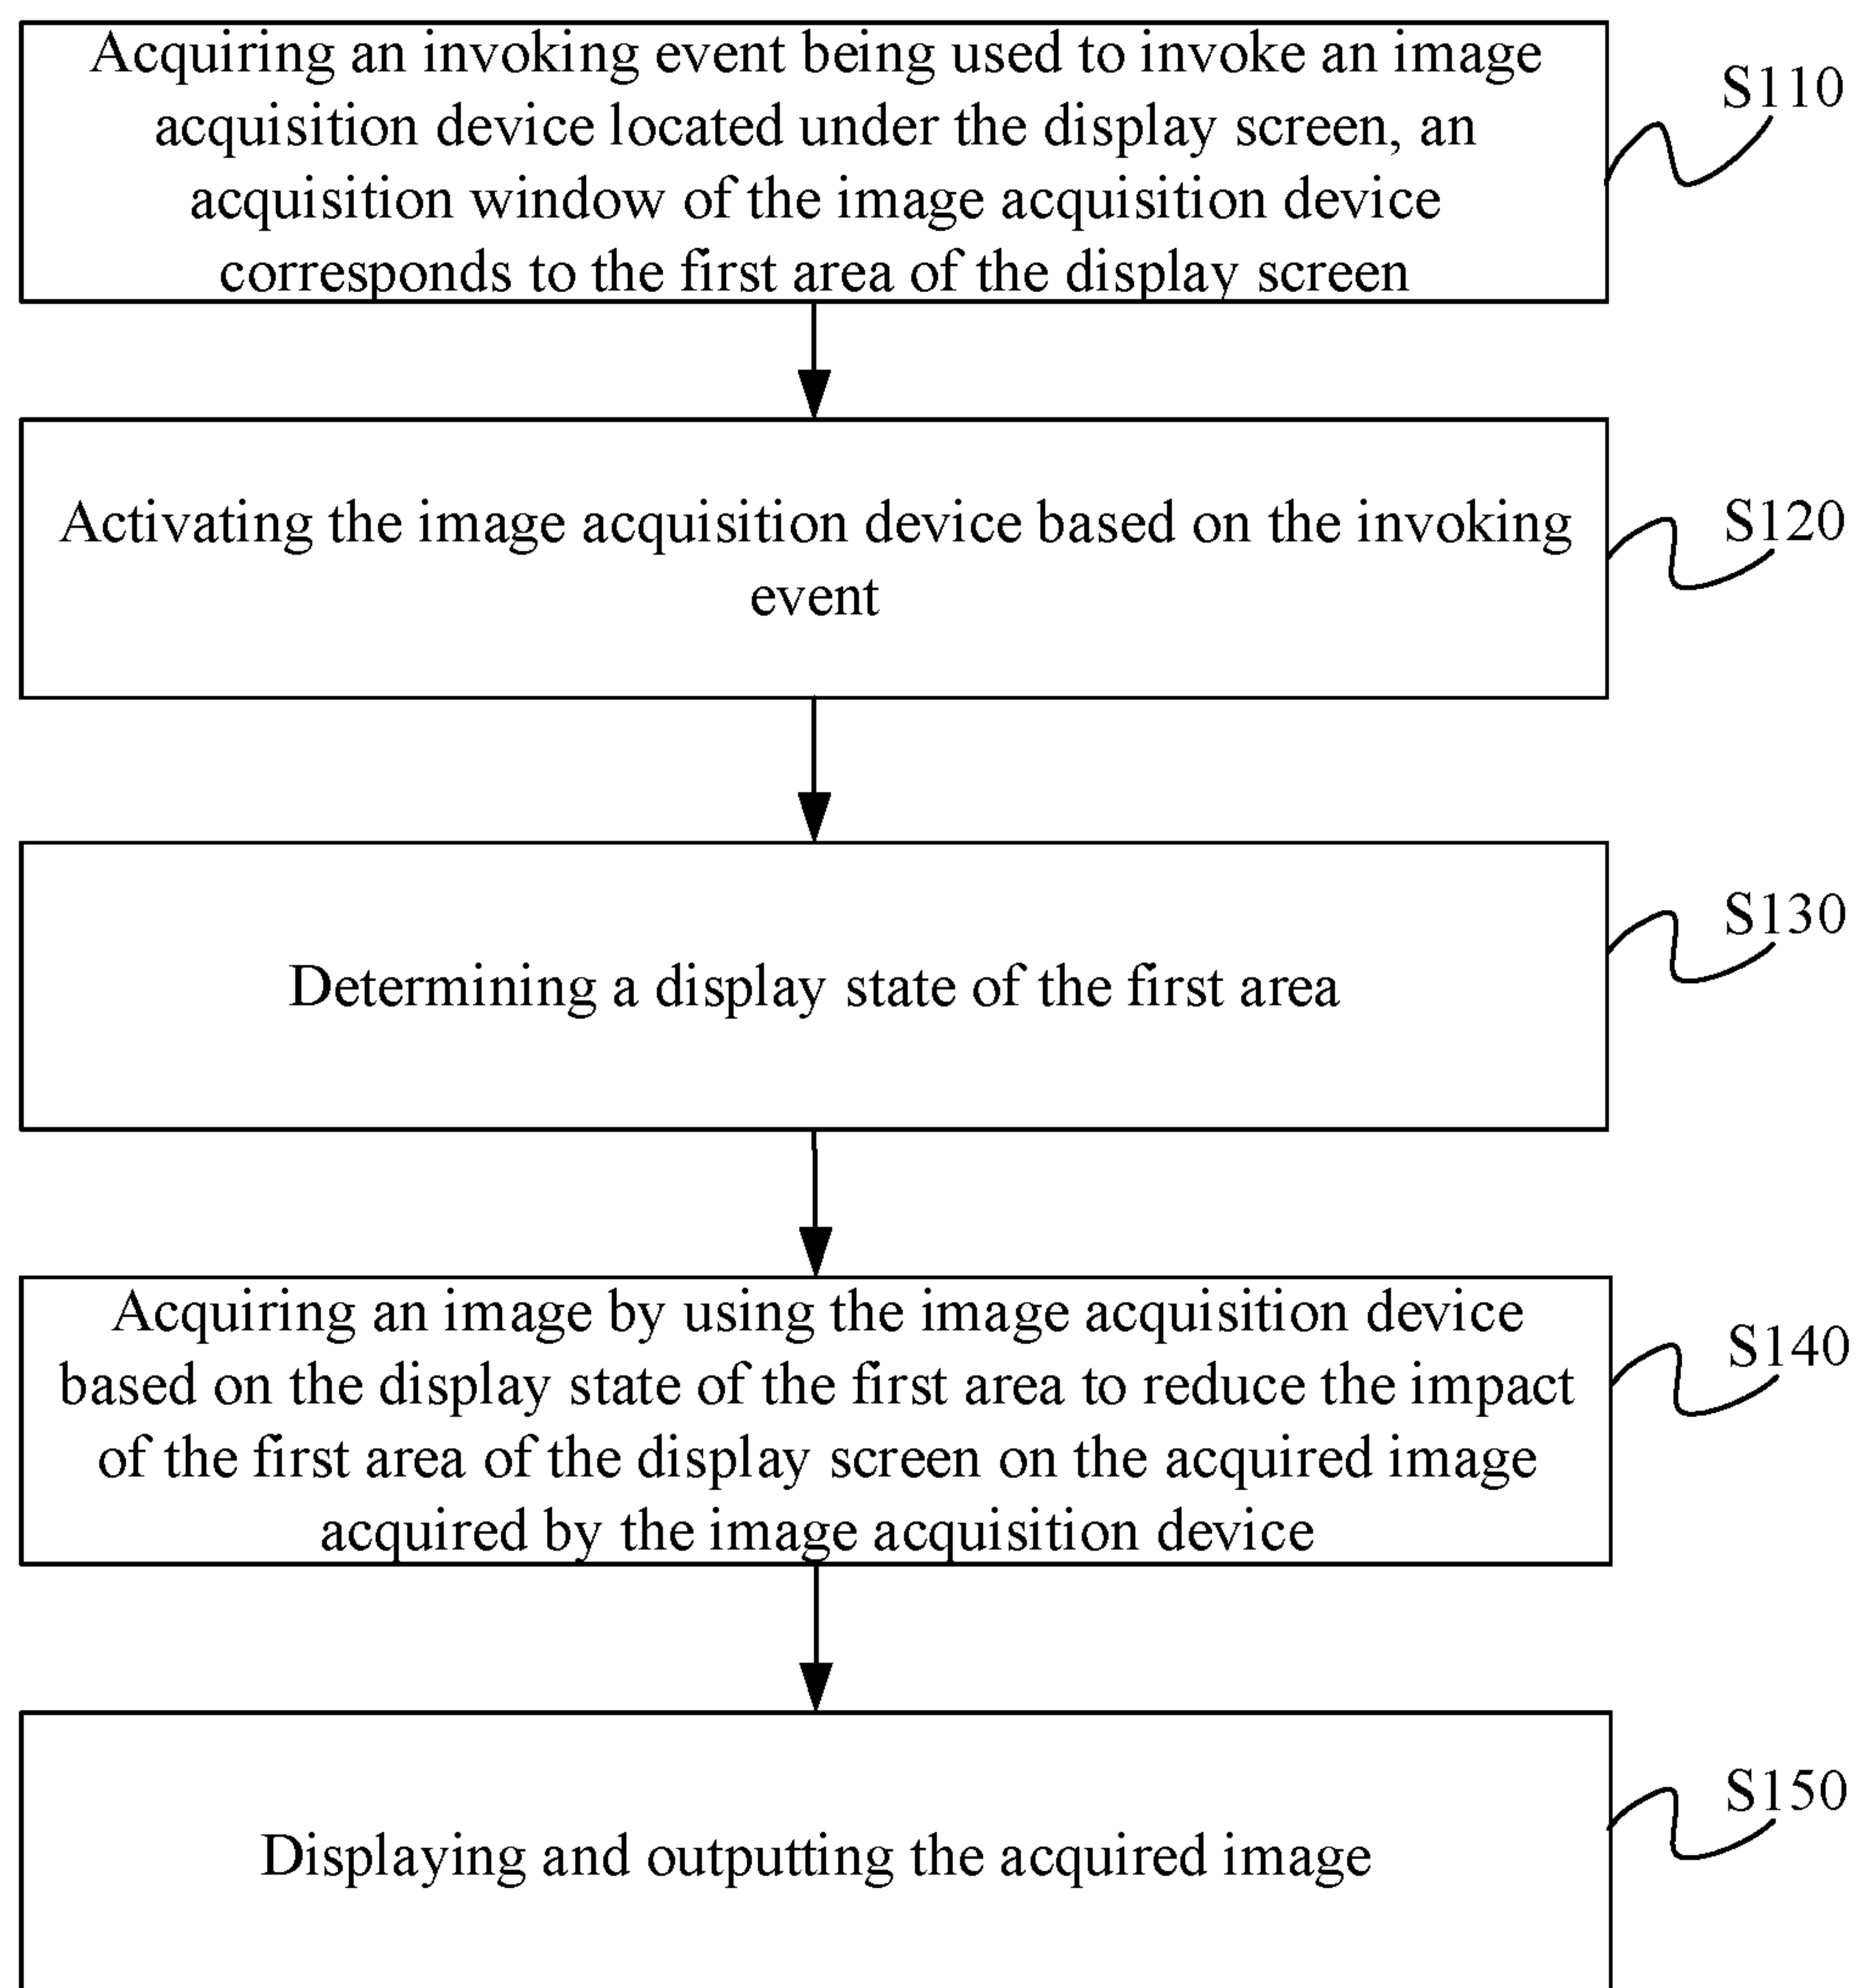 Acquiring an invoking event being used to invoke an image
acquisition device located under the display screen, an
acquisition window of the image acquisition device
corresponds to the first area of the display screen
S110
Activating the image acquisition device based on the invoking
event
S120
Determining a display state of the first area
S130
Acquiring an image by using the image acquisition device
based on the display state of the first area to reduce the impact
of the first area of the display screen on the acquired image
acquired by the image acquisition device
S140
Displaying and outputting the acquired image
S150